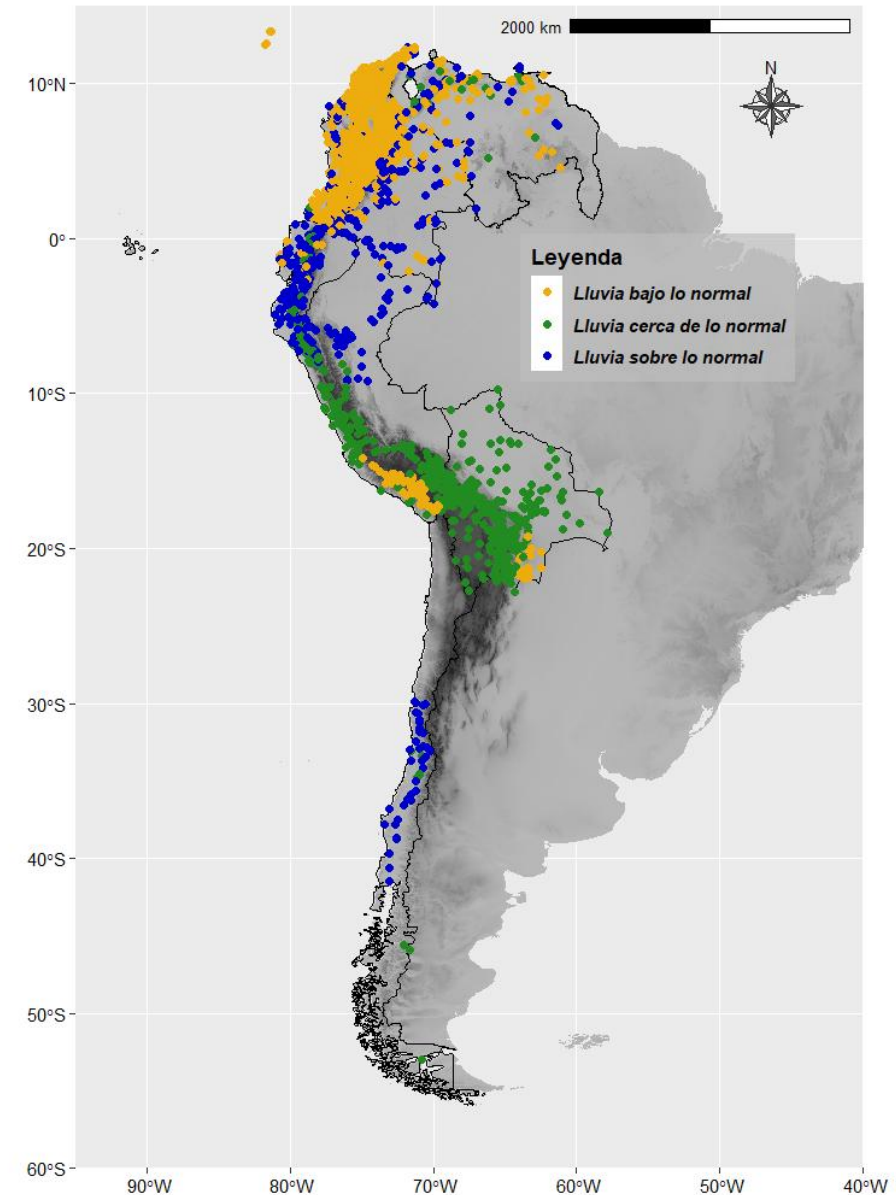 2000 km
N
10°N
0°
10°S
20°S
30°S
40°S
50°S
60°S
Leyenda
Lluvia bajo lo normal
Lluvia cerca de lo normal
Lluvia sobre lo normal
90°W 80°W 70°W 60°W 50°W 40°W